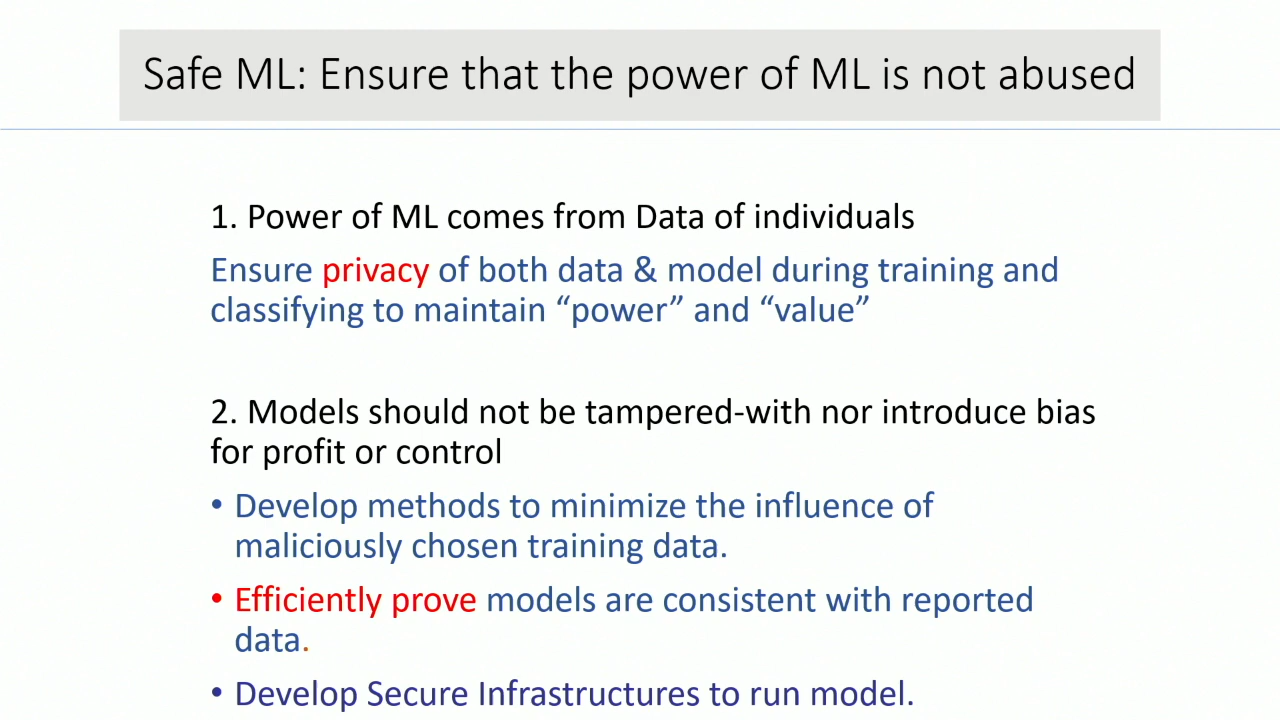 Safe ML: Ensure that the power of ML is not abused
1. Power of ML comes from Data of individuals
Ensure privacy of both data & model during training and
classifying to maintain “power” and “value”
2. Models should not be tampered-with nor introduce bias
for profit or control
• Develop methods to minimize the influence of
maliciously chosen training data.
• Efficiently prove models are consistent with reported
data.
• Develop Secure Infrastructures to run model.